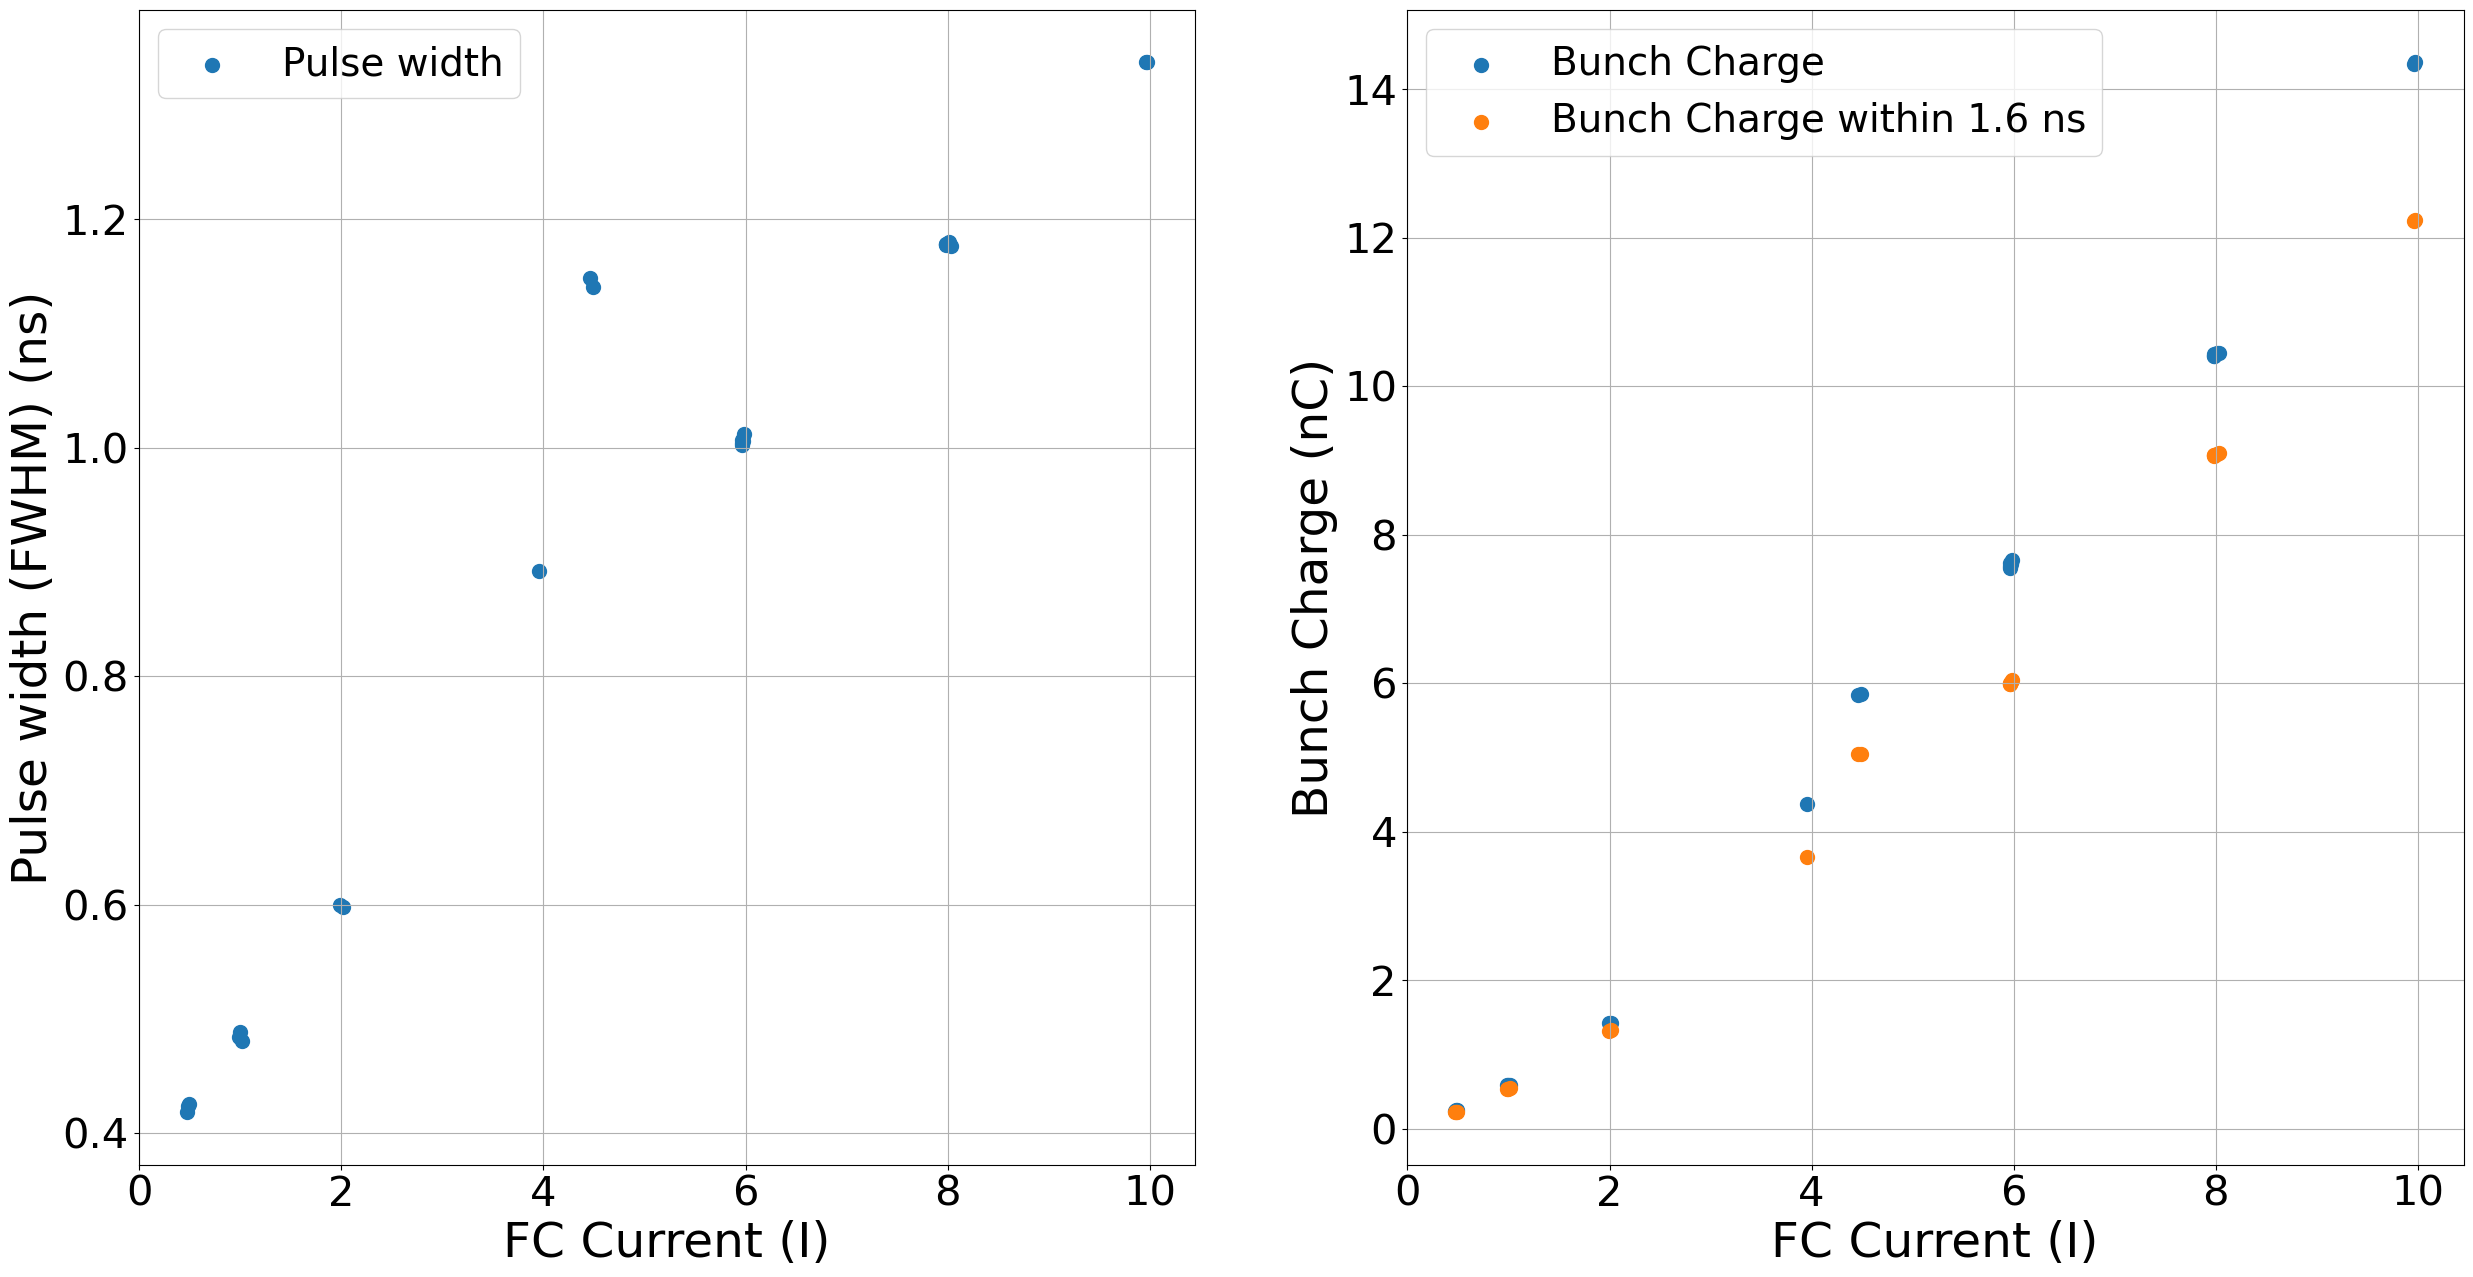 Pulse width
Pulse width (FWHM) (ns)
1.2
1.0
0.8
0.6
0.4
0 2 4 6 8 10
FC Current (I)
Bunch Charge
Bunch Charge within 1.6 ns
Bunch Charge (nC)
14
12
10
8
6
4
2
0
0 2 4 6 8 10
FC Current (I)